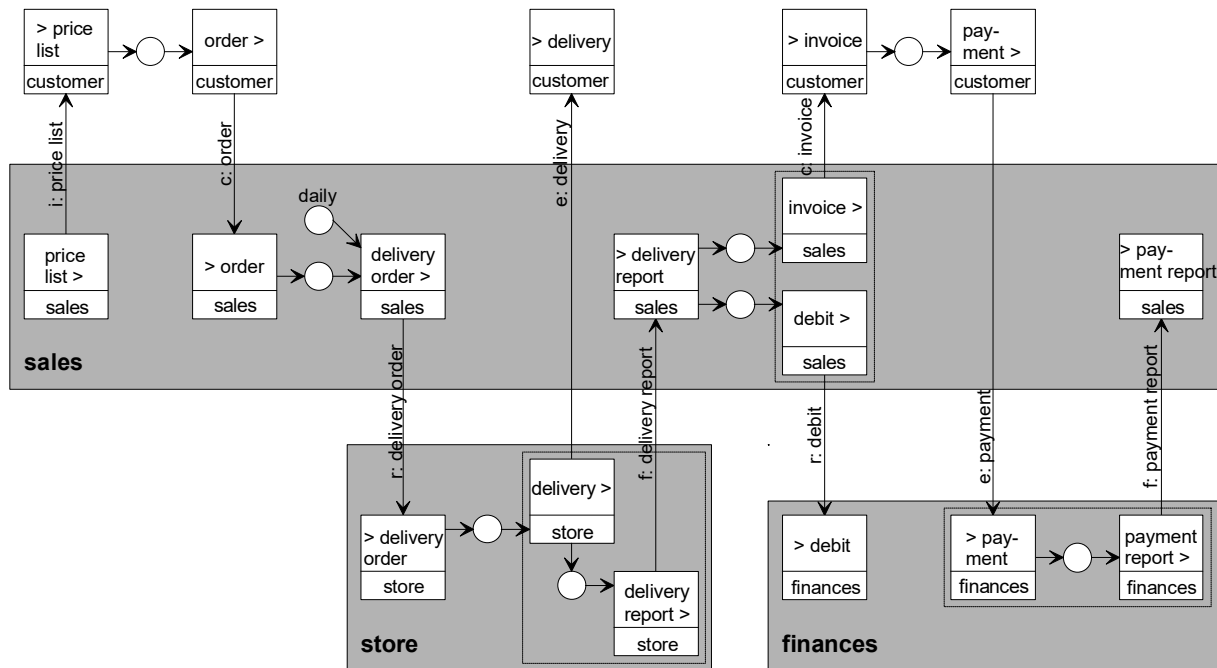 > price
list
customer
order >
customer
> delivery
customer
> invoice
customer
pay-
ment >
customer
i: price list
c: order
e: delivery
c: invoice
daily
price
list >
sales
> order
sales
delivery
order >
sales
> delivery
report
sales
invoice >
sales
debit >
sales
> pay-
ment report
sales
sales
r: delivery order
f: delivery report
r: debit
e: payment
f: payment report
> delivery
order
store
delivery >
store
delivery
report >
store
store
> debit
finances
> pay-
ment
finances
payment
report >
finances
finances